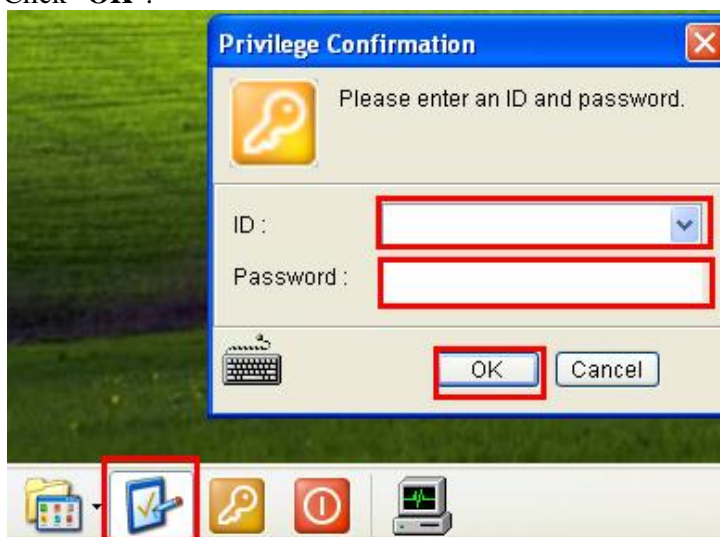 Click "OK".
Privilege Confirmation
Please enter an ID and password.
ID :
Password :
OK
Cancel